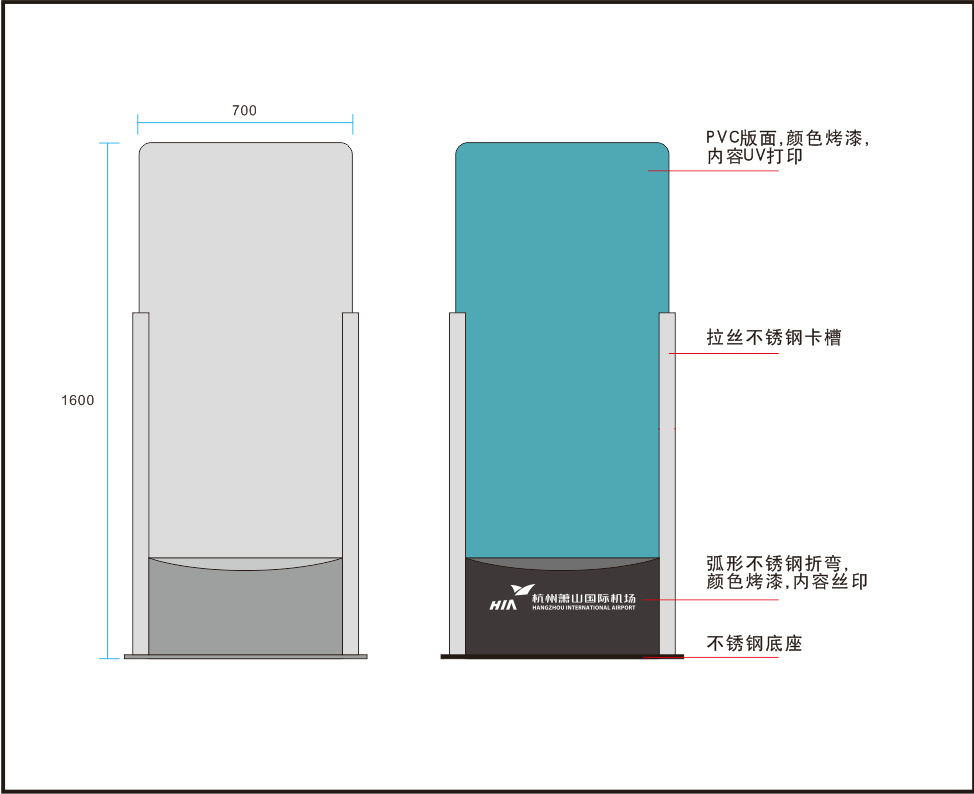 700
1600
PVC版面,颜色烤漆,
内容UV打印
拉丝不锈钢卡槽
弧形不锈钢折弯,
颜色烤漆,内容丝印
HIA 杭州萧山国际机场
HANGZHOU INTERNATIONAL AIRPORT
不锈钢底座